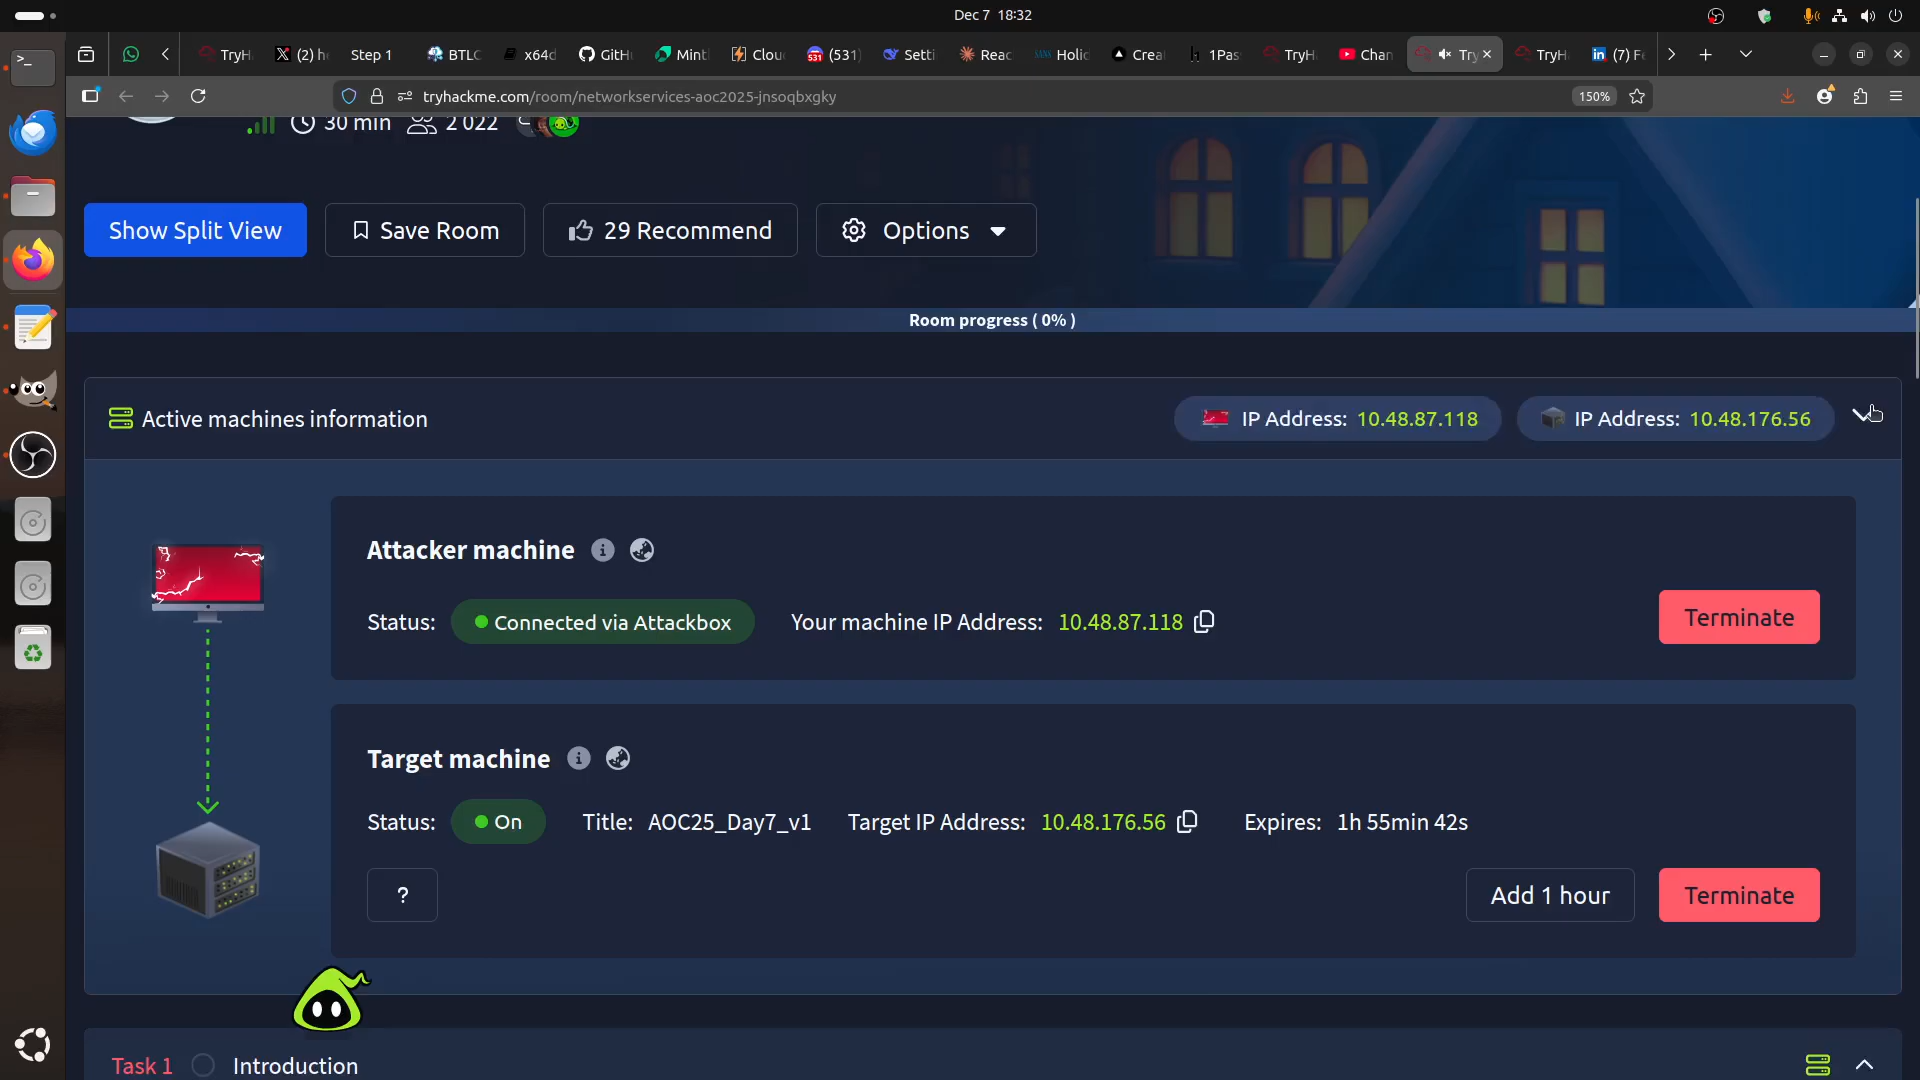 Dec 7 18:32
TryH
(2) h
Step 1
BTLC
x64d
GitH
Mint
Clou
(531)
Setti
Reac
Holid
Crea
1Pas
TryH
Chan
Try
TryH
(7) Fe
tryhackme.com/room/networkservices-aoc2025-jnsoqbxgky
150%
30 min 2 022
Show Split View
Save Room
29 Recommend
Options
Room progress ( 0% )
Active machines information
IP Address: 10.48.87.118
IP Address: 10.48.176.56
Attacker machine
Status: Connected via Attackbox Your machine IP Address: 10.48.87.118
Terminate
Target machine
Status: On Title: AOC25_Day7_v1 Target IP Address: 10.48.176.56 Expires: 1h 55min 42s
?
Add 1 hour
Terminate
Task 1 Introduction